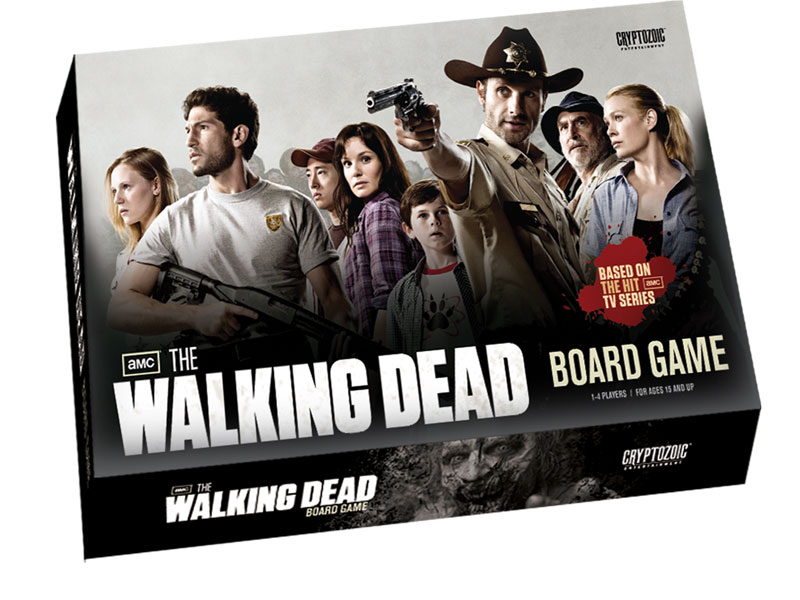 CRYPTOZOIC
ENTERTAINMENT
BASED ON
THE HIT aMC
TV SERIES
aMC THE
WALKING DEAD
BOARD GAME
1-4 PLAYERS | FOR AGES 15 AND UP
aMC THE
WALKING DEAD
BOARD GAME
CRYPTOZOIC
ENTERTAINMENT